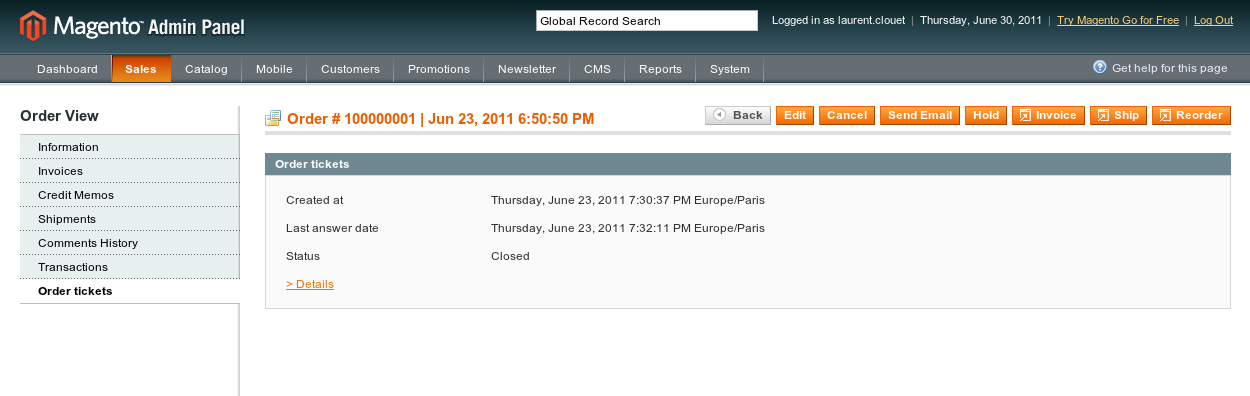 Magento™ Admin Panel
Global Record Search
Logged in as laurent.clouet | Thursday, June 30, 2011 | Try Magento Go for Free | Log Out
Dashboard Sales Catalog Mobile Customers Promotions Newsletter CMS Reports System
Get help for this page
Order View
Information
Invoices
Credit Memos
Shipments
Comments History
Transactions
Order tickets
Order # 100000001 | Jun 23, 2011 6:50:50 PM
Back Edit Cancel Send Email Hold Invoice Ship Reorder
Order tickets
Created at Thursday, June 23, 2011 7:30:37 PM Europe/Paris
Last answer date Thursday, June 23, 2011 7:32:11 PM Europe/Paris
Status Closed
> Details